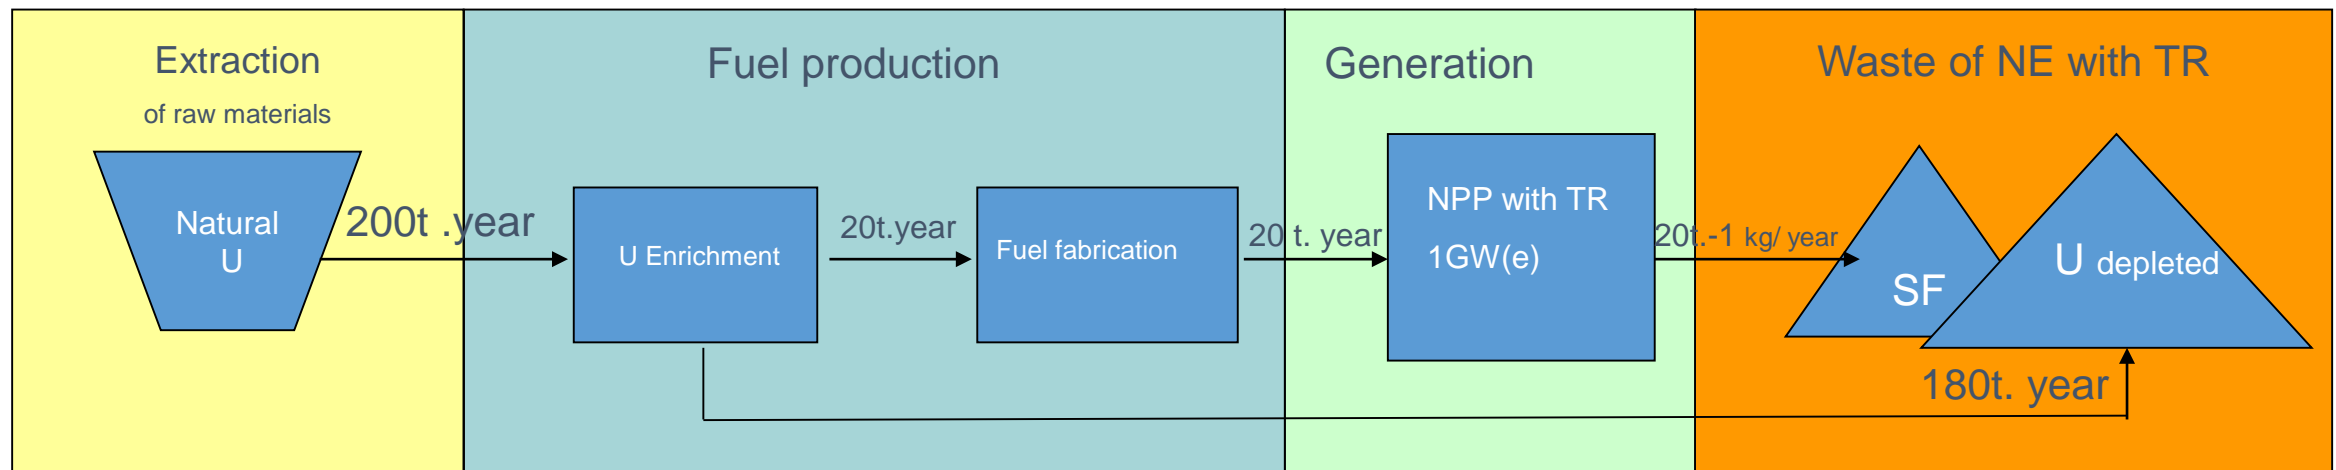 Extraction
of raw materials
Natural
U
200t .year
Fuel production
U Enrichment
20t.year
Fuel fabrication
20 t. year
Generation
NPP with TR
1GW(e)
20t.-1 kg/ year
Waste of NE with TR
SF
U depleted
180t. year